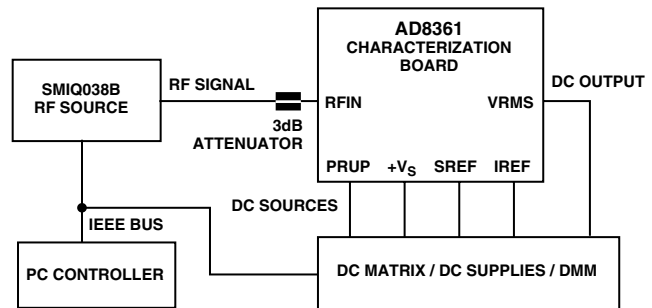 AD8361
CHARACTERIZATION
BOARD
SMIQ038B
RF SOURCE
RF SIGNAL
3dB
ATTENUATOR
RFIN
VRMS
DC OUTPUT
PRUP +VS SREF IREF
DC SOURCES
IEEE BUS
PC CONTROLLER
DC MATRIX / DC SUPPLIES / DMM